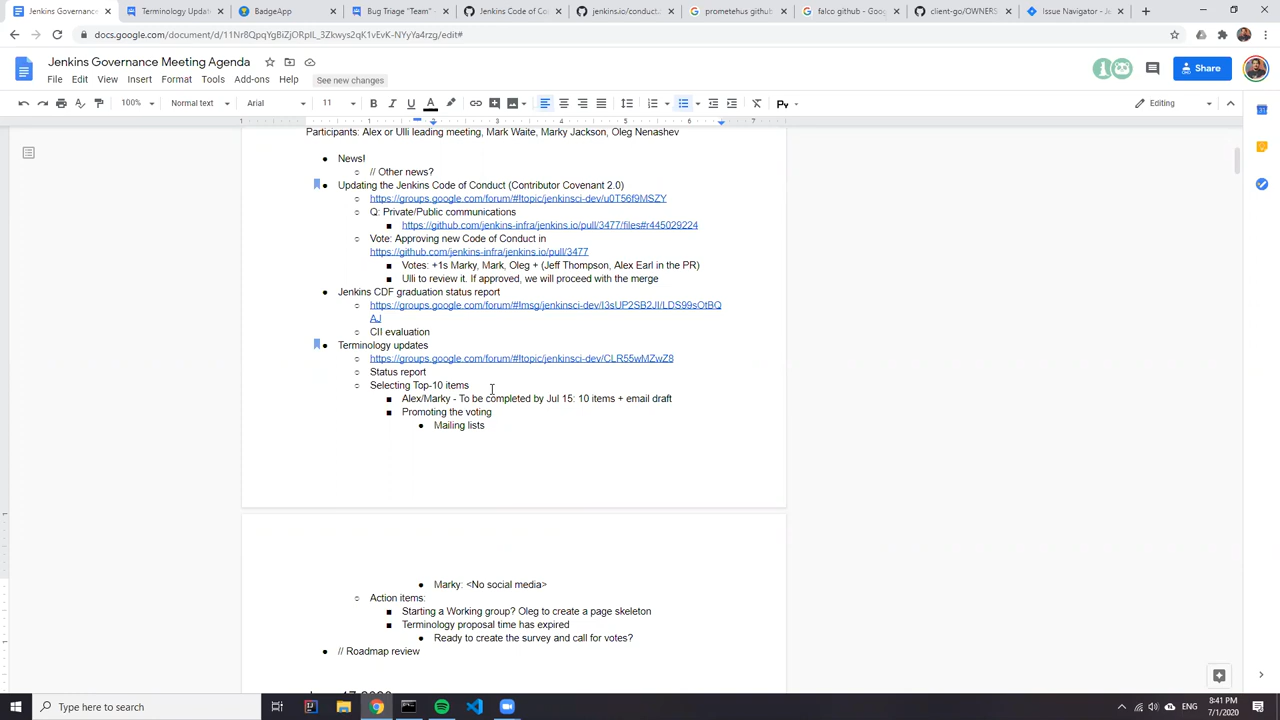 Jenkins Governance
Terminology Updat
BadgeApp
Bug Triage "Team"
Jenkins Code of Co
jenkins.io/conduct.
prometehus github
falco github - Goog
client-go/OWNERS
Issue Navigator - Je
docs.google.com/document/d/11Nr8QpqYgBiZjORpIL_3Zkwys2qK1vEvK-NYyYa4rzg/edit#
Jenkins Governance Meeting Agenda
File Edit View Insert Format Tools Add-ons Help See new changes
Share
100% Normal text Arial 11 B I U A Editing
1 1 3 4 5 6 7
Participants: Alex or Ulli leading meeting, Mark Waite, Marky Jackson, Oleg Nenashev
News!
// Other news?
Updating the Jenkins Code of Conduct (Contributor Covenant 2.0)
https://groups.google.com/forum/#!topic/jenkinsci-dev/u0T56f9MSZY
Q: Private/Public communications
https://github.com/jenkins-infra/jenkins.io/pull/3477/files#r445029224
Vote: Approving new Code of Conduct in
https://github.com/jenkins-infra/jenkins.io/pull/3477
Votes: +1s Marky, Mark, Oleg + (Jeff Thompson, Alex Earl in the PR)
Ulli to review it. If approved, we will proceed with the merge
Jenkins CDF graduation status report
https://groups.google.com/forum/#!msg/jenkinsci-dev/I3sUP2SB2JI/LDS99sOtBQ
AJ
CII evaluation
Terminology updates
https://groups.google.com/forum/#!topic/jenkinsci-dev/CLR55wMZwZ8
Status report
Selecting Top-10 items
Alex/Marky - To be completed by Jul 15: 10 items + email draft
Promoting the voting
Mailing lists
Marky: <No social media>
Action items:
Starting a Working group? Oleg to create a page skeleton
Terminology proposal time has expired
Ready to create the survey and call for votes?
// Roadmap review
Type here to search
ENG
8:41 PM
7/1/2020